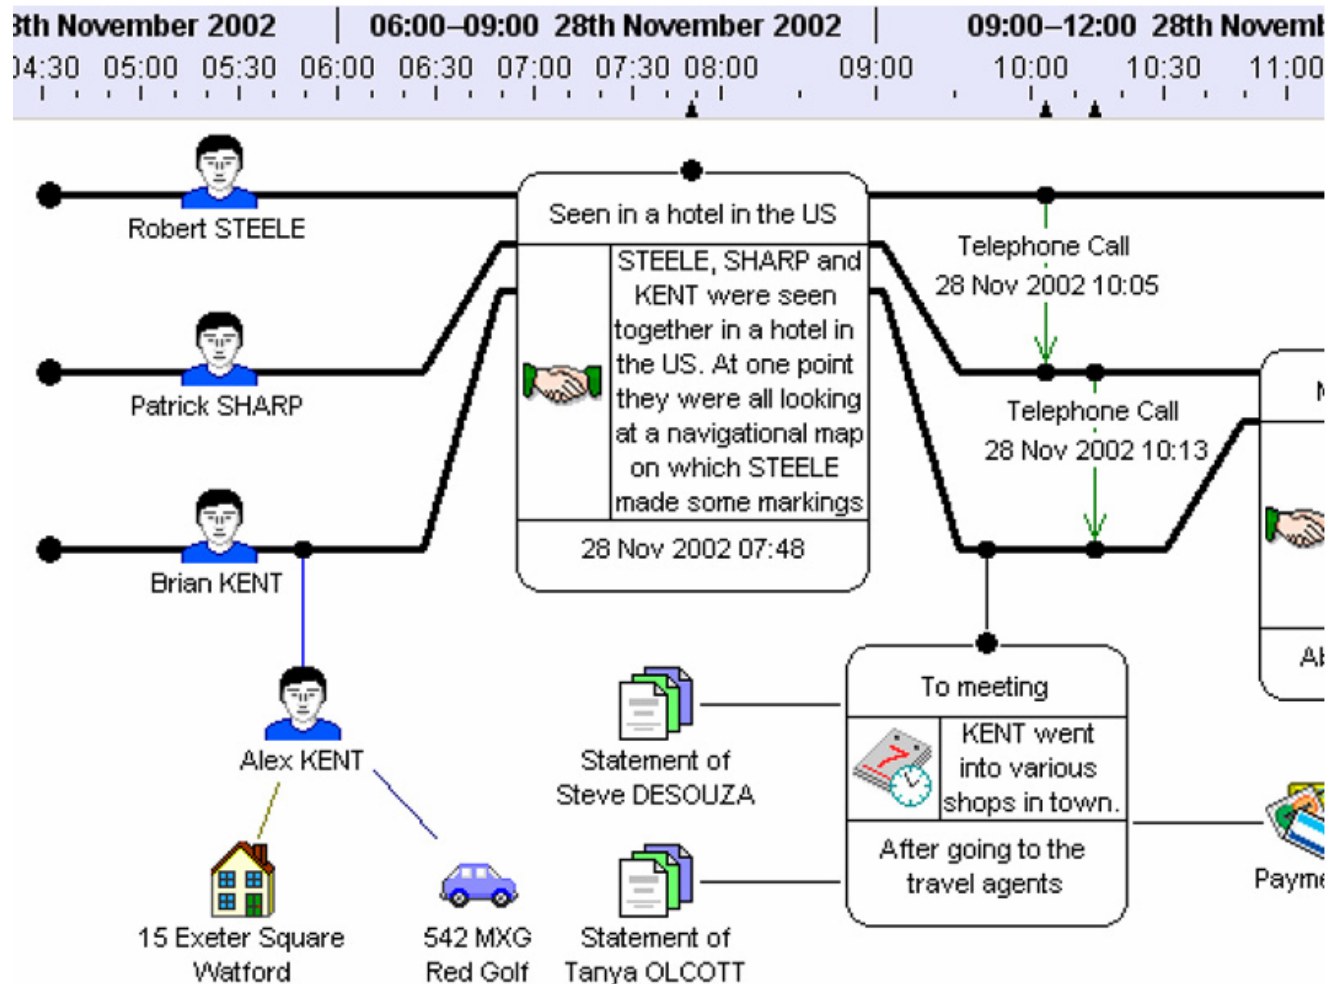 8th November 2002 06:00–09:00 28th November 2002 09:00–12:00 28th Novemb
04:30 05:00 05:30 06:00 06:30 07:00 07:30 08:00 09:00 10:00 10:30 11:00
Robert STEELE
Patrick SHARP
Brian KENT
Alex KENT
15 Exeter Square
Watford
542 MXG
Red Golf
Seen in a hotel in the US
STEELE, SHARP and
KENT were seen
together in a hotel in
the US. At one point
they were all looking
at a navigational map
on which STEELE
made some markings
28 Nov 2002 07:48
Telephone Call
28 Nov 2002 10:05
Telephone Call
28 Nov 2002 10:13
Statement of
Steve DESOUZA
Statement of
Tanya OLCOTT
To meeting
KENT went
into various
shops in town.
After going to the
travel agents
Payme